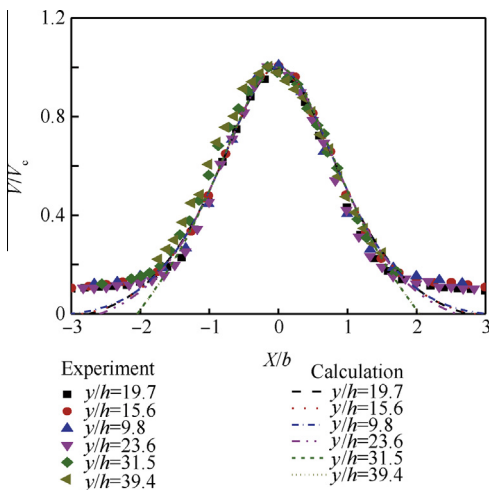 1.2
0.8
V/Vc
0.4
0
−3 −2 −1 0 1 2 3
X/b
Experiment
y/h=19.7
y/h=15.6
y/h=9.8
y/h=23.6
y/h=31.5
y/h=39.4
Calculation
y/h=19.7
y/h=15.6
y/h=9.8
y/h=23.6
y/h=31.5
y/h=39.4